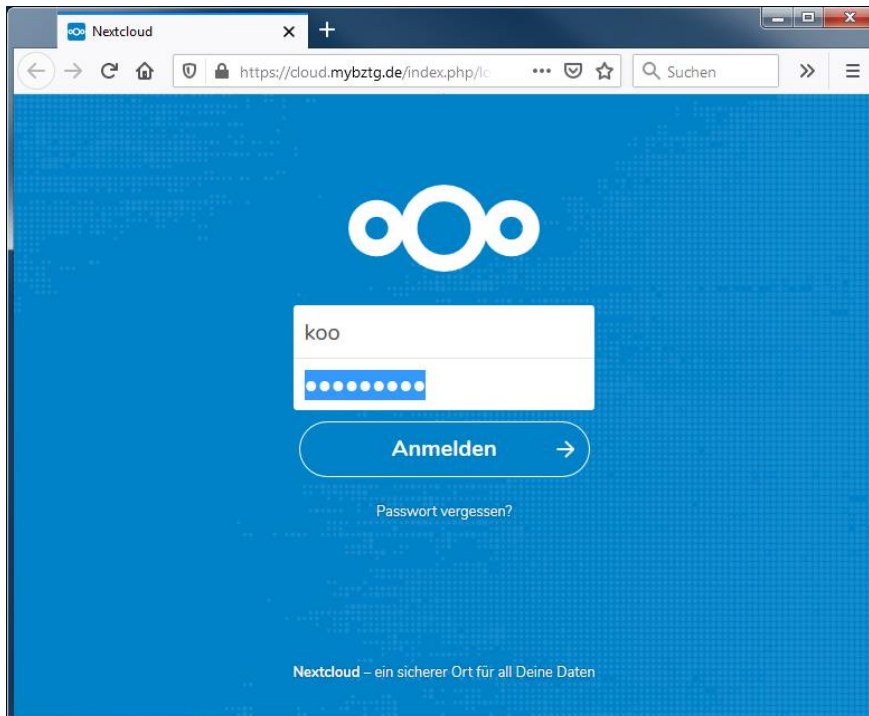 Nextcloud
https://cloud.mybztg.de/index.php/lo
Suchen
koo
Anmelden
Passwort vergessen?
Nextcloud – ein sicherer Ort für all Deine Daten